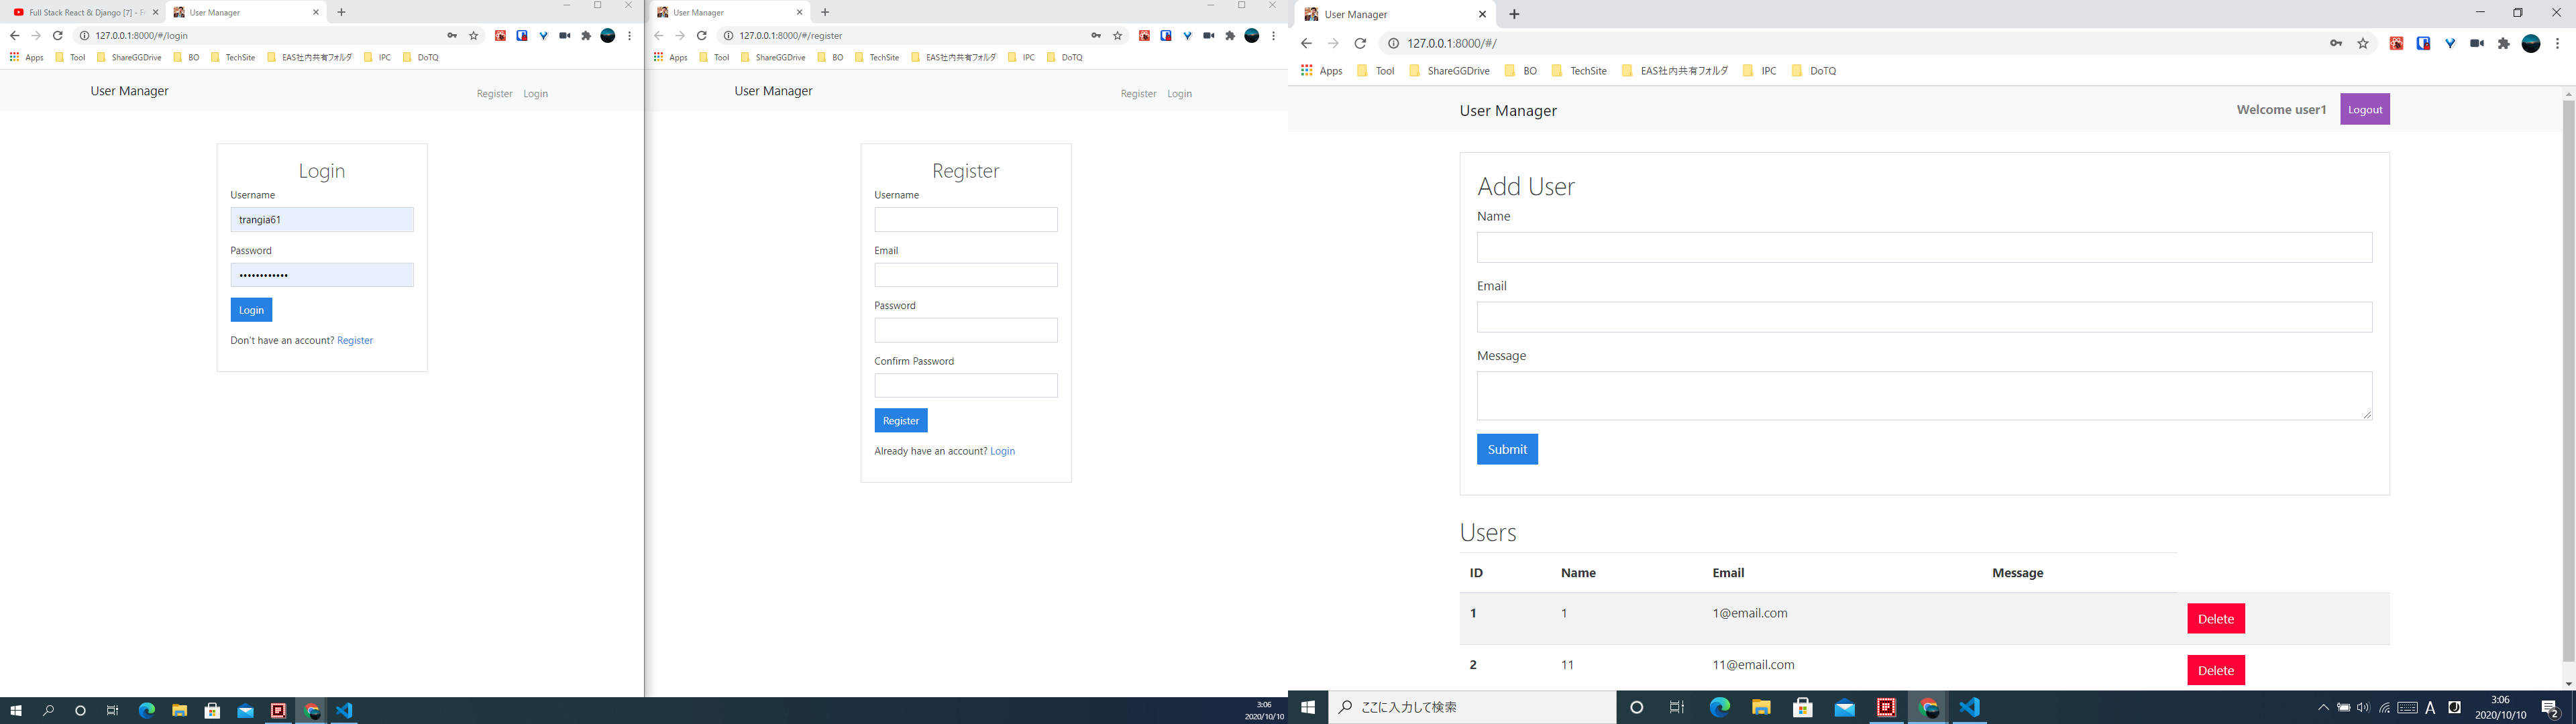 Full Stack React & Django [7] - F
User Manager
127.0.0.1:8000/#/login
Apps
Tool
ShareGGDrive
BO
TechSite
EAS社内共有フォルダ
IPC
DoTQ
User Manager
Register
Login
Login
Username
trangia61
Password
••••••••••••
Login
Don't have an account? Register
3:06
2020/10/10
User Manager
127.0.0.1:8000/#/register
Apps
Tool
ShareGGDrive
BO
TechSite
EAS社内共有フォルダ
IPC
DoTQ
User Manager
Register
Login
Register
Username
Email
Password
Confirm Password
Register
Already have an account? Login
User Manager
127.0.0.1:8000/#/
Apps
Tool
ShareGGDrive
BO
TechSite
EAS社内共有フォルダ
IPC
DoTQ
User Manager
Welcome user1
Logout
Add User
Name
Email
Message
Submit
Users
ID Name Email Message
1 1 1@email.com Delete
2 11 11@email.com Delete
ここに入力して検索
A
3:06
2020/10/10
2